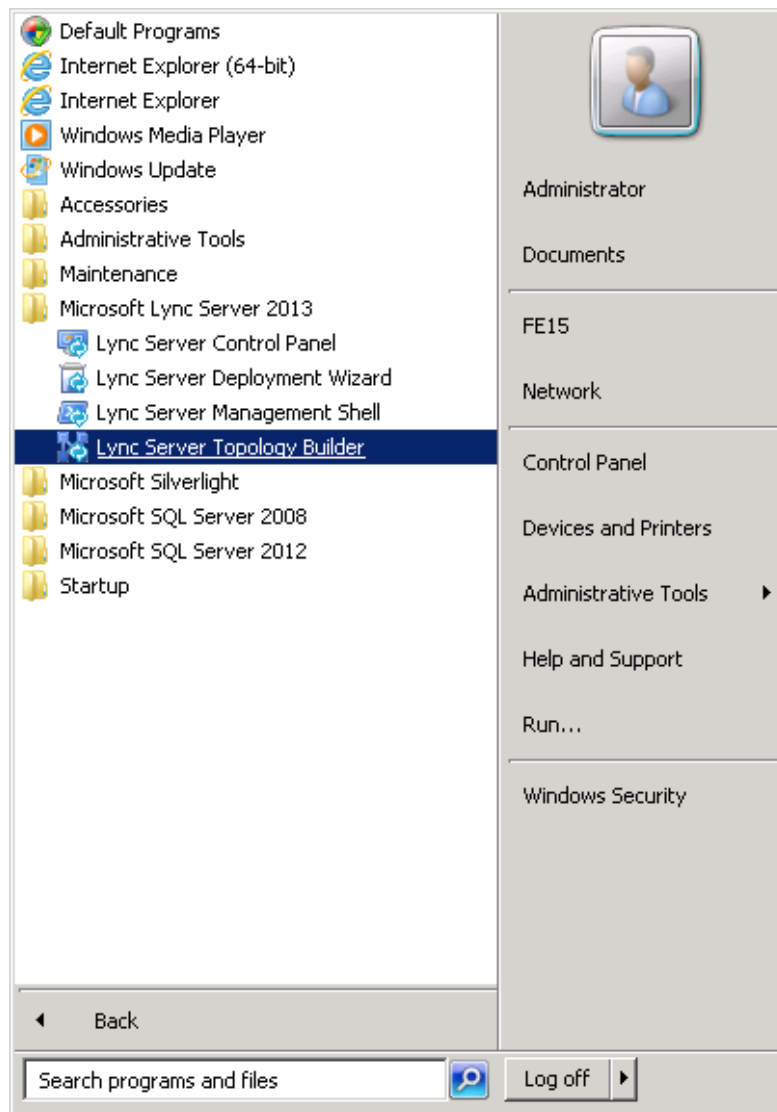 Default Programs
Internet Explorer (64-bit)
Internet Explorer
Windows Media Player
Windows Update
Accessories
Administrative Tools
Maintenance
Microsoft Lync Server 2013
Lync Server Control Panel
Lync Server Deployment Wizard
Lync Server Management Shell
Lync Server Topology Builder
Microsoft Silverlight
Microsoft SQL Server 2008
Microsoft SQL Server 2012
Startup
Back
Search programs and files
Administrator
Documents
FE15
Network
Control Panel
Devices and Printers
Administrative Tools
Help and Support
Run...
Windows Security
Log off